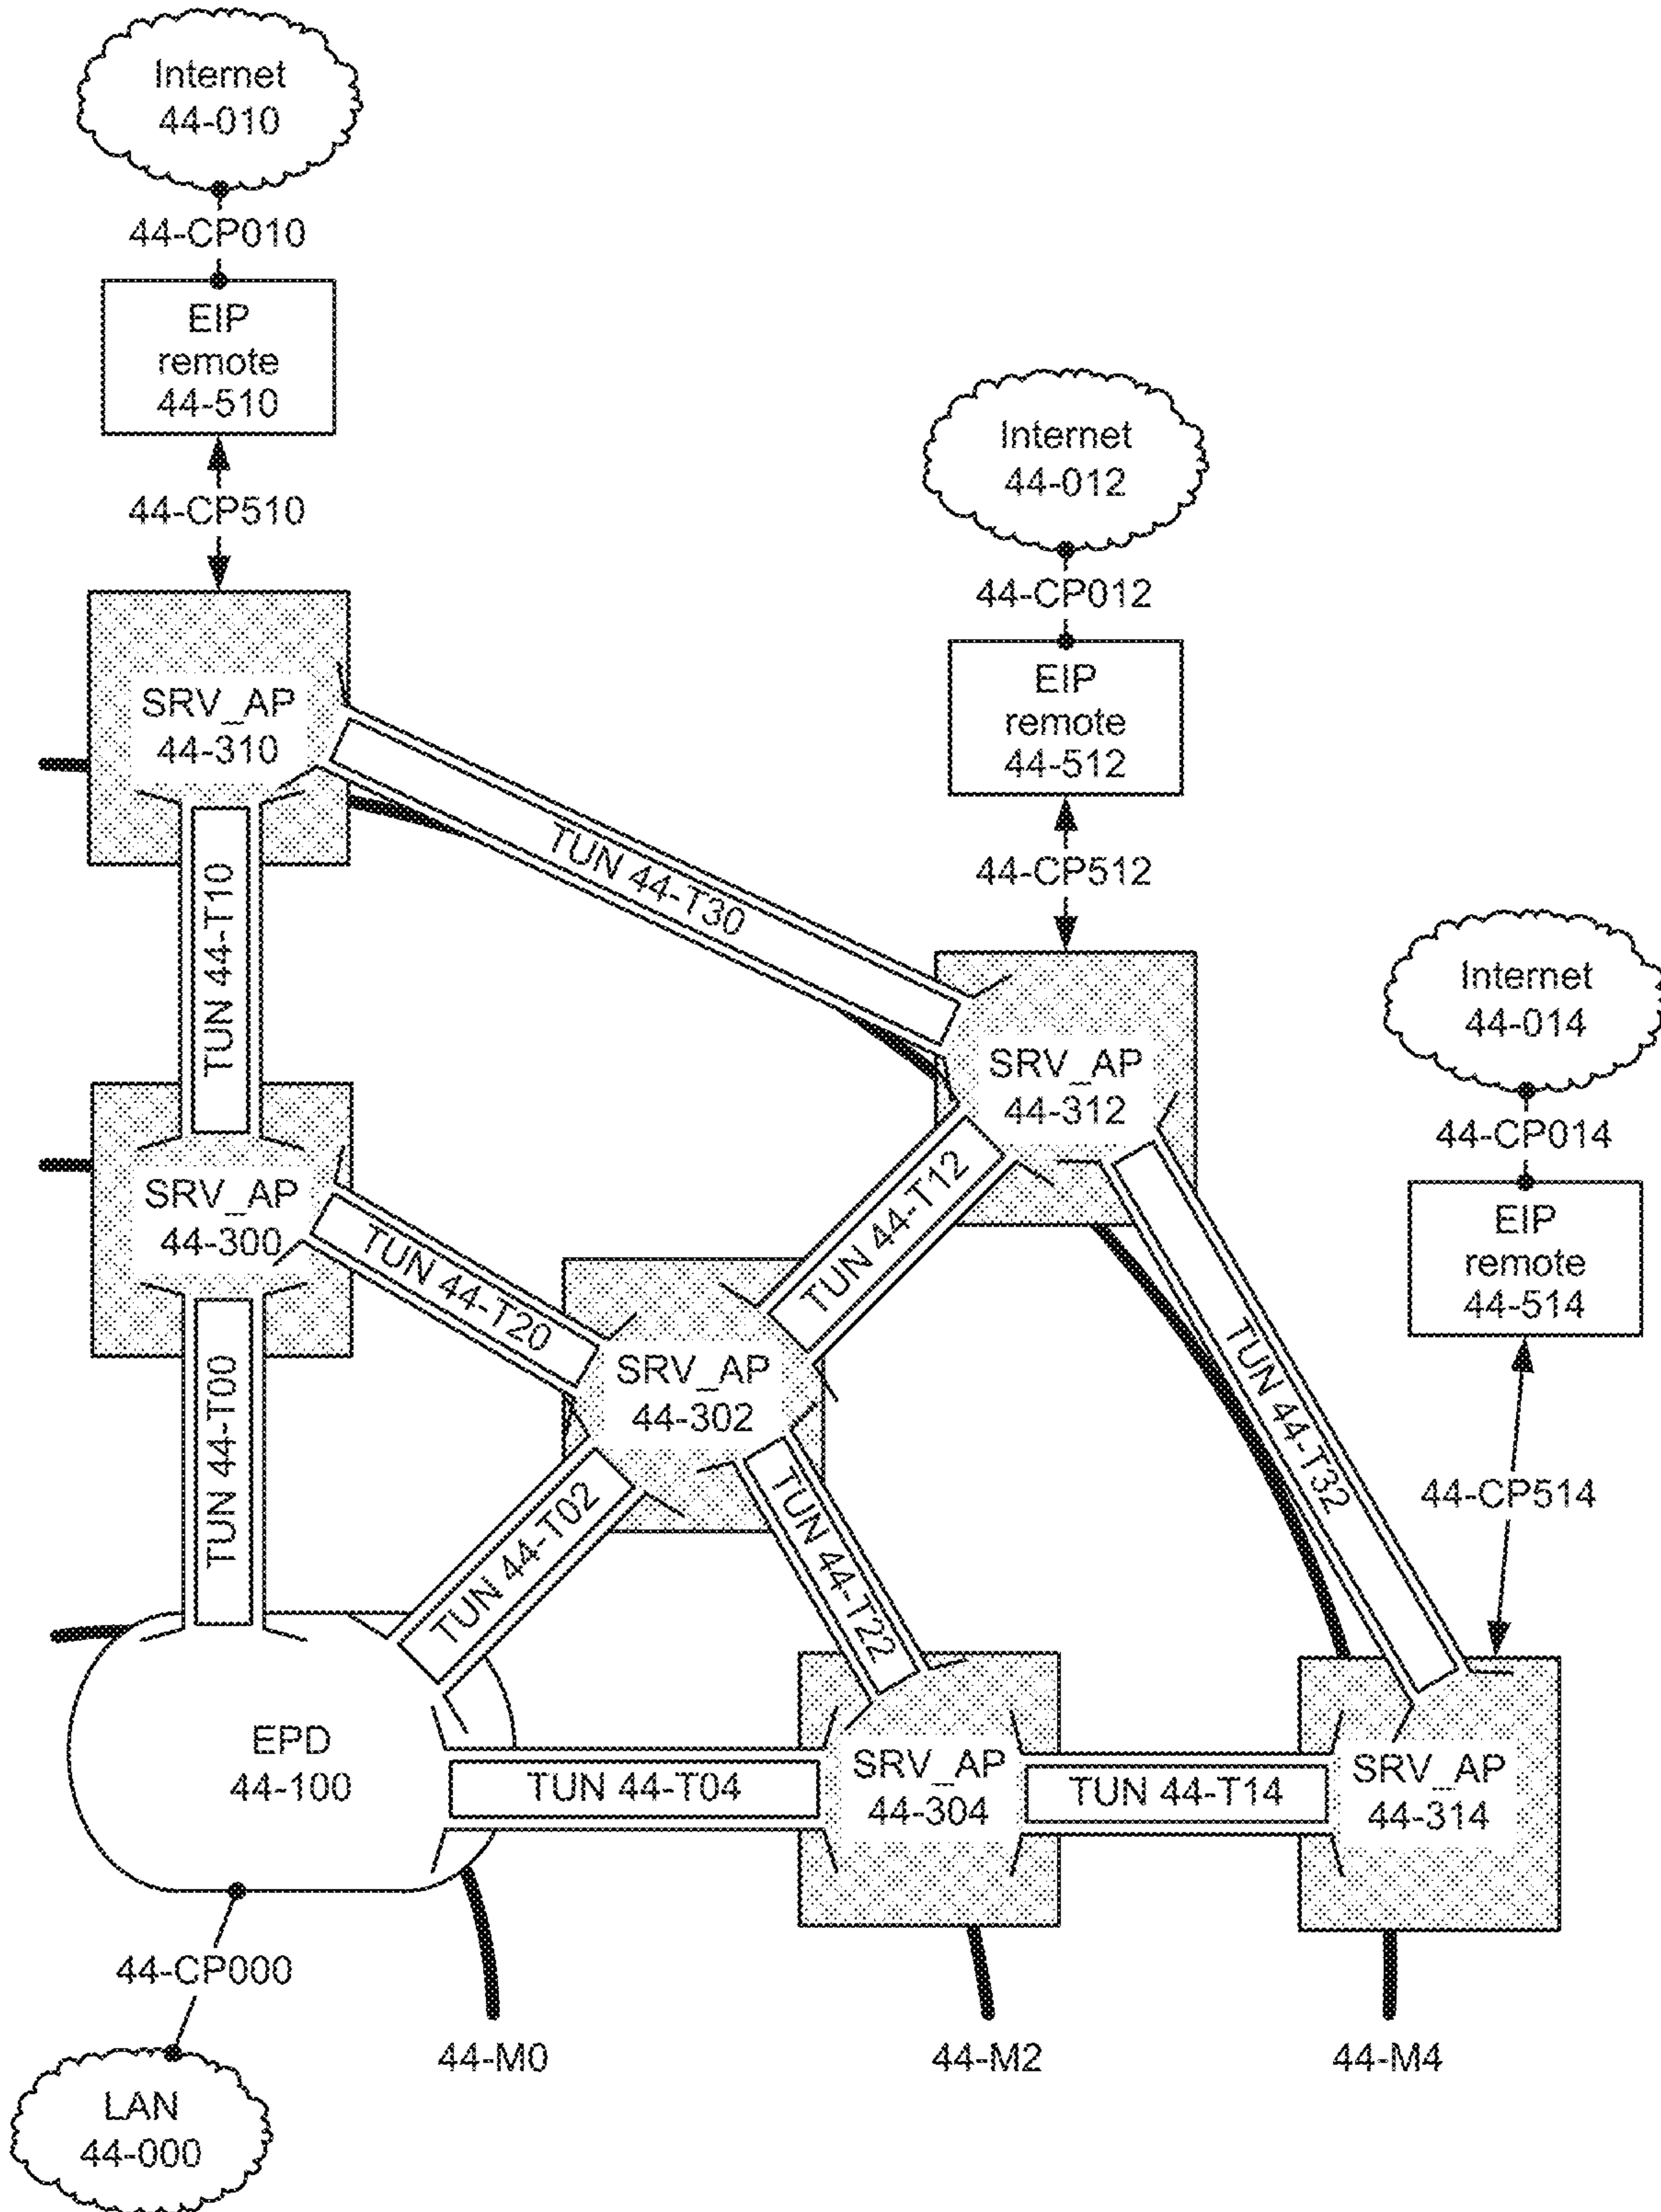 Internet
44-010
44-CP010
EIP
remote
44-510
44-CP510
SRV_AP
44-310
TUN 44-T10
TUN 44-T30
Internet
44-012
44-CP012
EIP
remote
44-512
44-CP512
SRV_AP
44-312
Internet
44-014
44-CP014
EIP
remote
44-514
44-CP514
SRV_AP
44-300
TUN 44-T20
TUN 44-T12
TUN 44-T00
SRV_AP
44-302
TUN 44-T32
TUN 44-T02
TUN 44-T22
EPD
44-100
TUN 44-T04
SRV_AP
44-304
TUN 44-T14
SRV_AP
44-314
44-CP000
44-M0
44-M2
44-M4
LAN
44-000